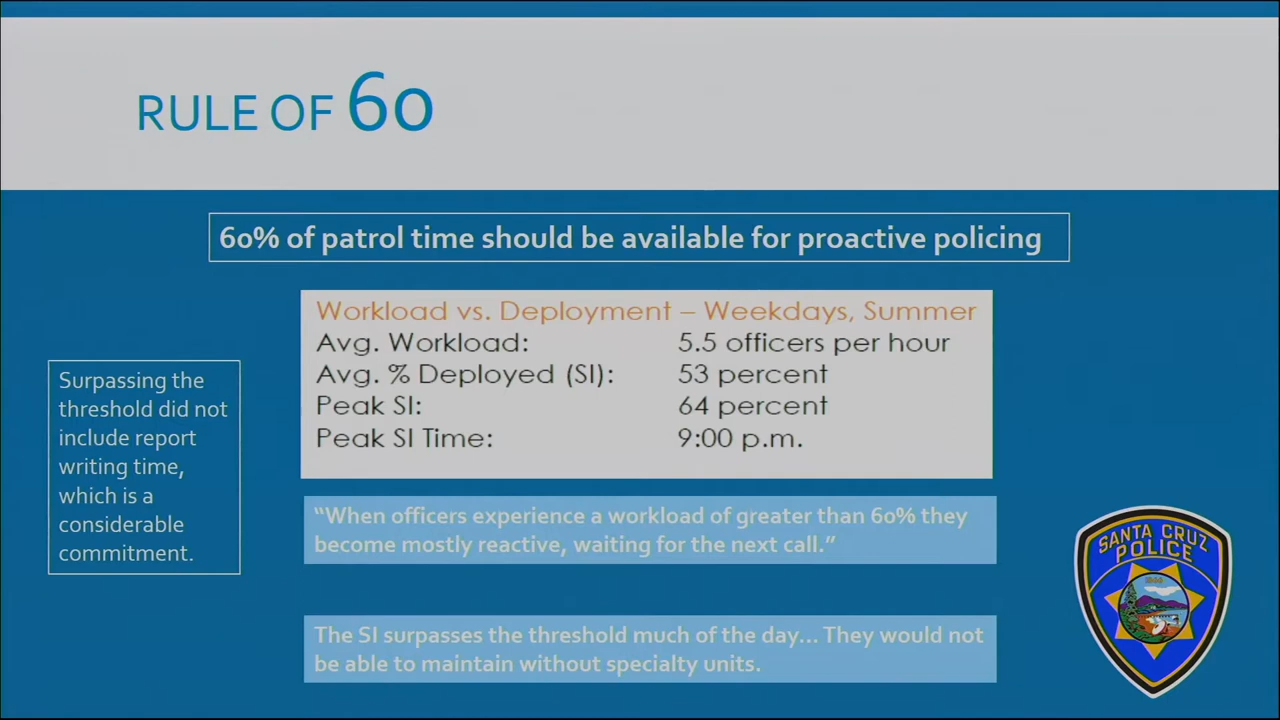 RULE OF 60
60% of patrol time should be available for proactive policing
Workload vs. Deployment – Weekdays, Summer
Avg. Workload: 5.5 officers per hour
Avg. % Deployed (SI): 53 percent
Peak SI: 64 percent
Peak SI Time: 9:00 p.m.
Surpassing the
threshold did not
include report
writing time,
which is a
considerable
commitment.
“When officers experience a workload of greater than 60% they
become mostly reactive, waiting for the next call.”
The SI surpasses the threshold much of the day... They would not
be able to maintain without specialty units.
SANTA CRUZ
POLICE